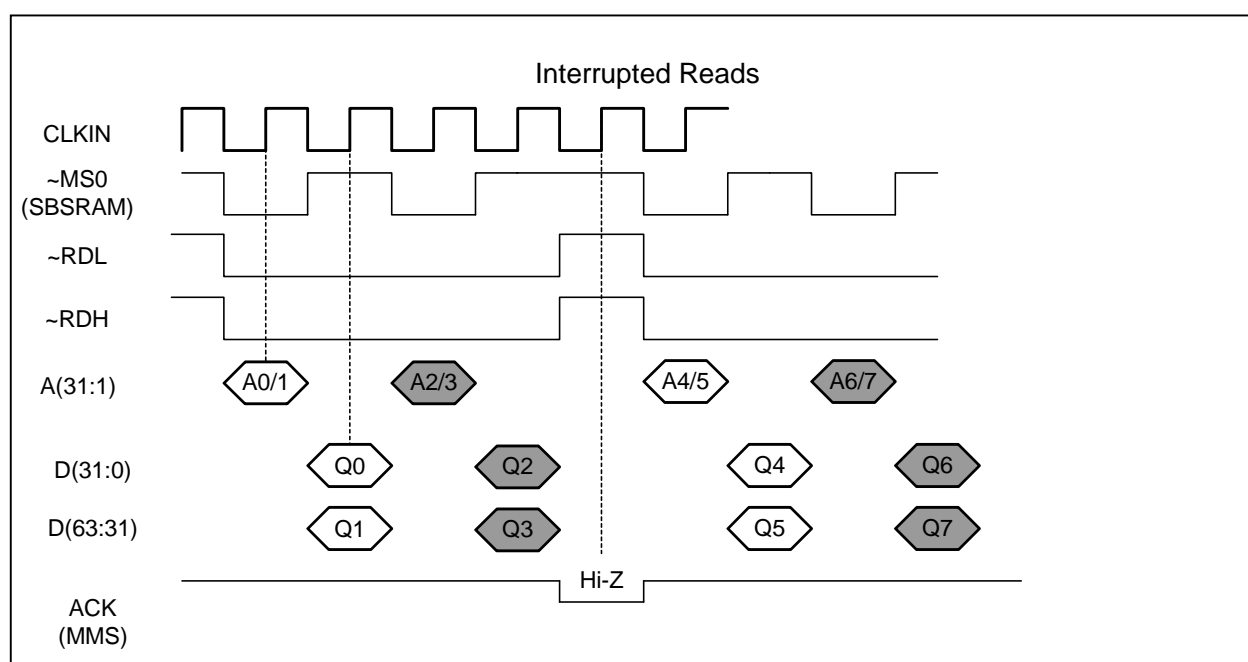 Interrupted Reads
CLKIN
~MS0
(SBSRAM)
~RDL
~RDH
A(31:1)
A0/1
A2/3
A4/5
A6/7
D(31:0)
Q0
Q2
Q4
Q6
D(63:31)
Q1
Q3
Q5
Q7
Hi-Z
ACK
(MMS)